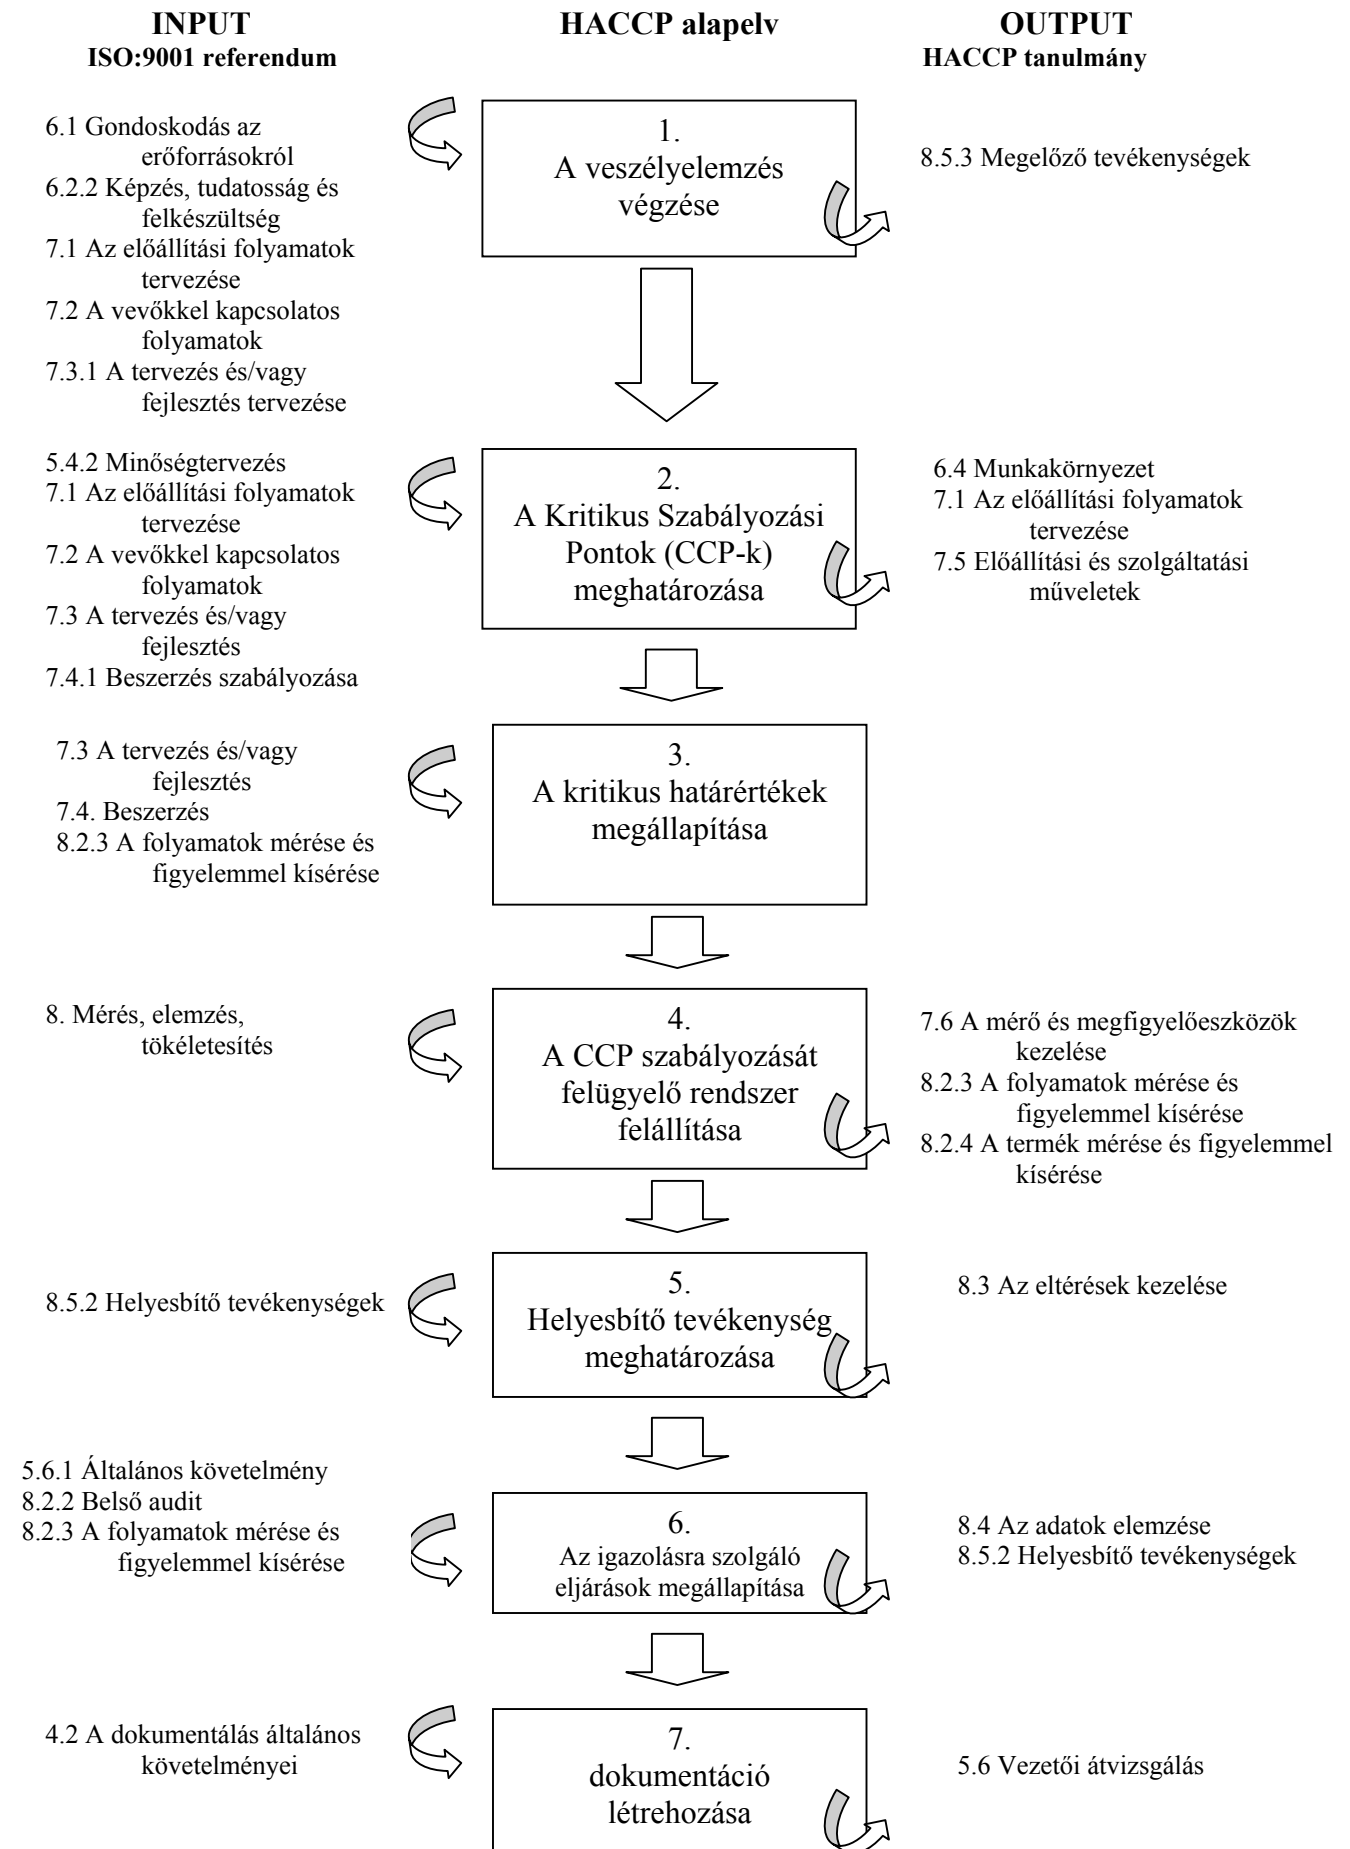 INPUT
ISO:9001 referendum
HACCP alapelv
OUTPUT
HACCP tanulmány
6.1 Gondoskodás az
erőforrásokról
6.2.2 Képzés, tudatosság és
felkészültség
7.1 Az előállítási folyamatok
tervezése
7.2 A vevőkkel kapcsolatos
folyamatok
7.3.1 A tervezés és/vagy
fejlesztés tervezése
1.
A veszélyelemzés
végzése
8.5.3 Megelőző tevékenységek
5.4.2 Minőségtervezés
7.1 Az előállítási folyamatok
tervezése
7.2 A vevőkkel kapcsolatos
folyamatok
7.3 A tervezés és/vagy
fejlesztés
7.4.1 Beszerzés szabályozása
2.
A Kritikus Szabályozási
Pontok (CCP-k)
meghatározása
6.4 Munkakörnyezet
7.1 Az előállítási folyamatok
tervezése
7.5 Előállítási és szolgáltatási
műveletek
7.3 A tervezés és/vagy
fejlesztés
7.4. Beszerzés
8.2.3 A folyamatok mérése és
figyelemmel kísérése
3.
A kritikus határértékek
megállapítása
8. Mérés, elemzés,
tökéletesítés
4.
A CCP szabályozását
felügyelő rendszer
felállítása
7.6 A mérő és megfigyelőeszközök
kezelése
8.2.3 A folyamatok mérése és
figyelemmel kísérése
8.2.4 A termék mérése és figyelemmel
kísérése
8.5.2 Helyesbítő tevékenységek
5.
Helyesbítő tevékenység
meghatározása
8.3 Az eltérések kezelése
5.6.1 Általános követelmény
8.2.2 Belső audit
8.2.3 A folyamatok mérése és
figyelemmel kísérése
6.
Az igazolásra szolgáló
eljárások megállapítása
8.4 Az adatok elemzése
8.5.2 Helyesbítő tevékenységek
4.2 A dokumentálás általános
követelményei
7.
dokumentáció
létrehozása
5.6 Vezetői átvizsgálás